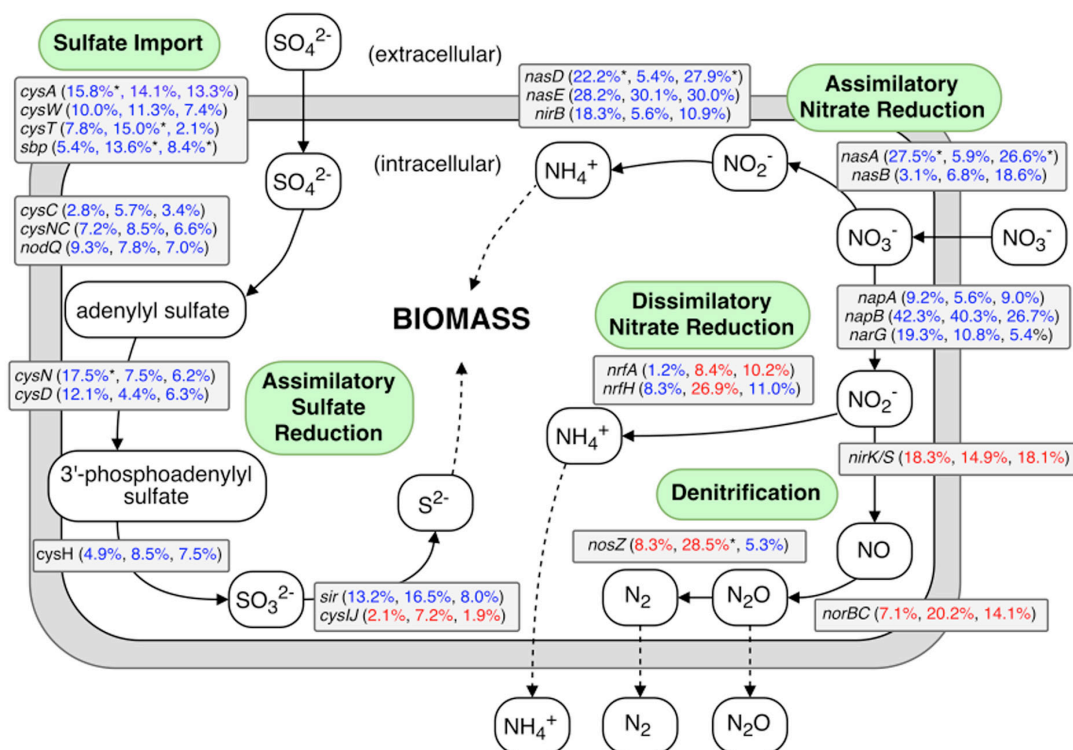 Sulfate Import
cysA (15.8%*, 14.1%, 13.3%)
cysW (10.0%, 11.3%, 7.4%)
cysT (7.8%, 15.0%*, 2.1%)
sbp (5.4%, 13.6%*, 8.4%*)
SO₄²⁻
(extracellular)
(intracellular)
SO₄²⁻
cysC (2.8%, 5.7%, 3.4%)
cysNC (7.2%, 8.5%, 6.6%)
nodQ (9.3%, 7.8%, 7.0%)
adenylyl sulfate
cysN (17.5%*, 7.5%, 6.2%)
cysD (12.1%, 4.4%, 6.3%)
Assimilatory
Sulfate
Reduction
3'-phosphoadenylyl
sulfate
cysH (4.9%, 8.5%, 7.5%)
SO₃²⁻
sir (13.2%, 16.5%, 8.0%)
cysIJ (2.1%, 7.2%, 1.9%)
S²⁻
BIOMASS
nasD (22.2%*, 5.4%, 27.9%*)
nasE (28.2%, 30.1%, 30.0%)
nirB (18.3%, 5.6%, 10.9%)
Assimilatory
Nitrate Reduction
NH₄⁺
NO₂⁻
nasA (27.5%*, 5.9%, 26.6%*)
nasB (3.1%, 6.8%, 18.6%)
NO₃⁻
NO₃⁻
napA (9.2%, 5.6%, 9.0%)
napB (42.3%, 40.3%, 26.7%)
narG (19.3%, 10.8%, 5.4%)
Dissimilatory
Nitrate Reduction
nrfA (1.2%, 8.4%, 10.2%)
nrfH (8.3%, 26.9%, 11.0%)
NO₂⁻
NH₄⁺
nirK/S (18.3%, 14.9%, 18.1%)
Denitrification
nosZ (8.3%, 28.5%*, 5.3%)
NO
N₂
N₂O
norBC (7.1%, 20.2%, 14.1%)
NH₄⁺
N₂
N₂O